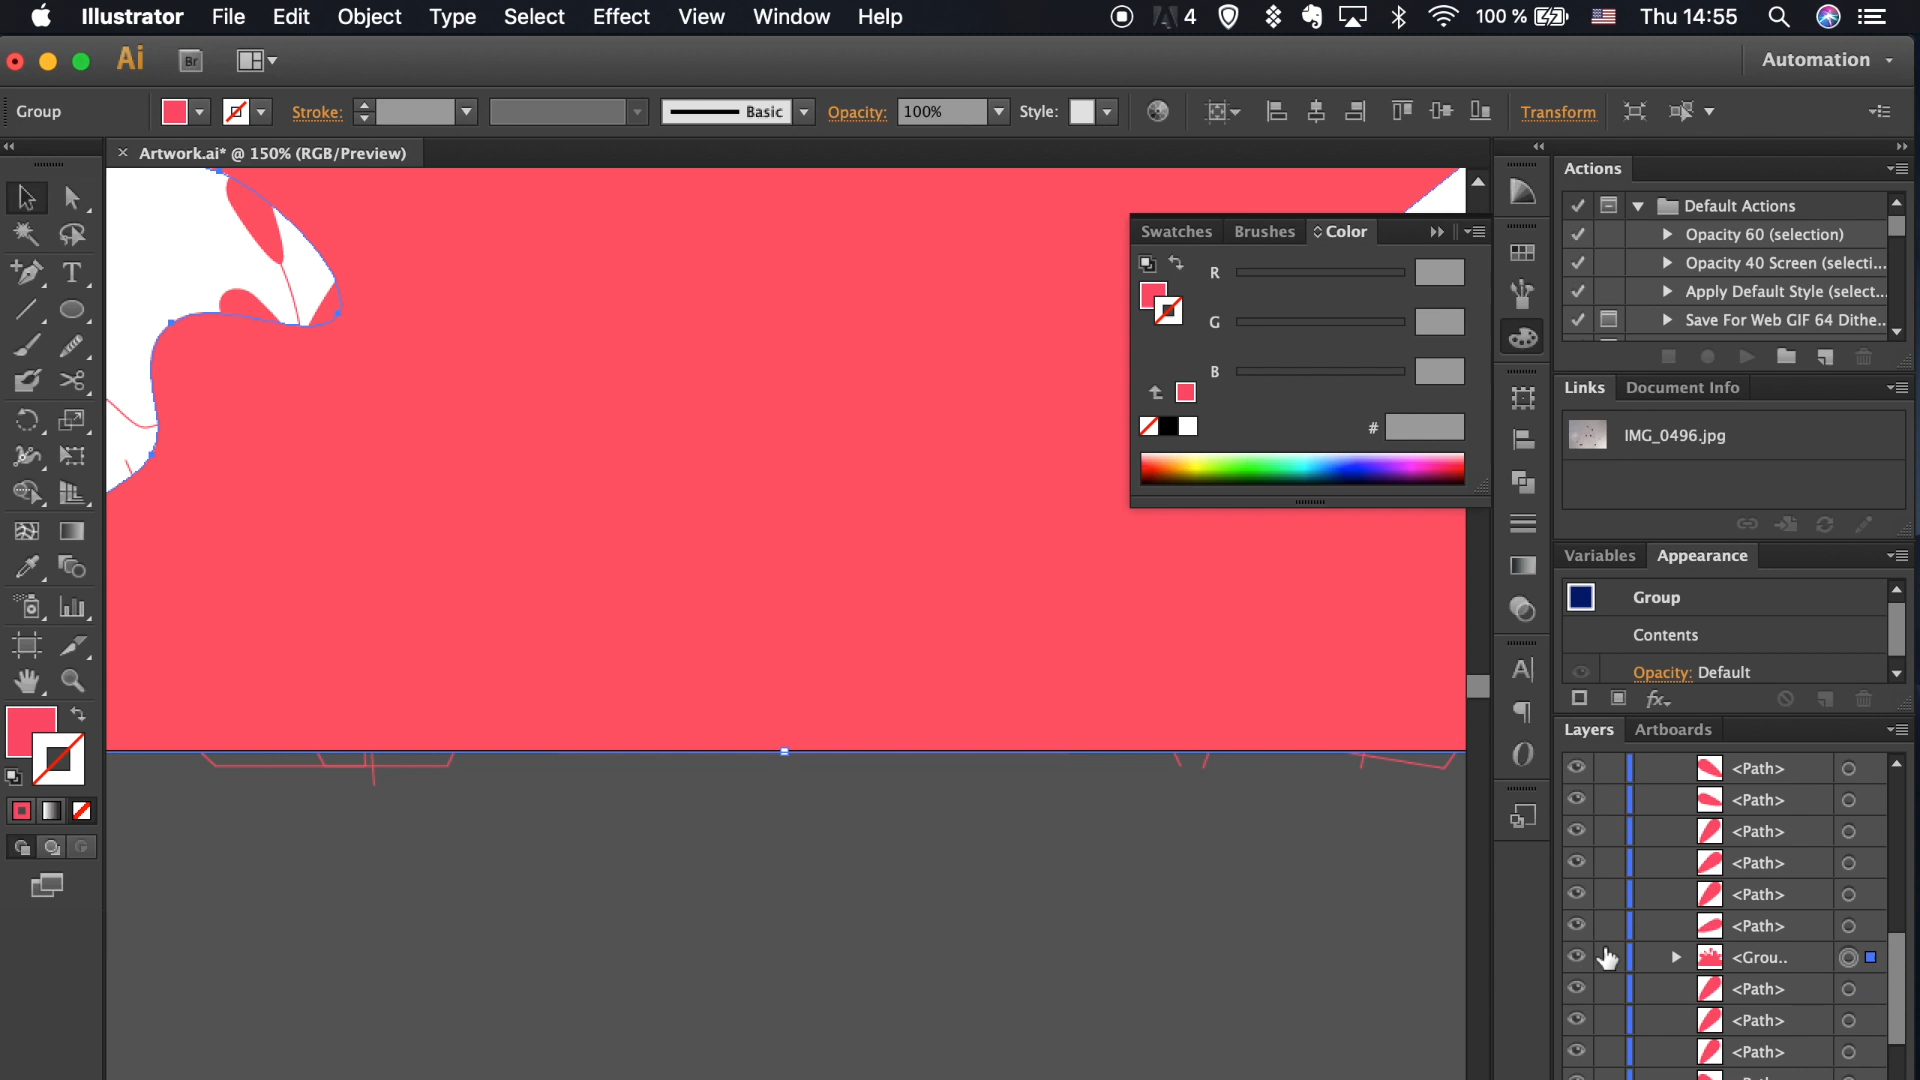 Illustrator File Edit Object Type Select Effect View Window Help 4 100 % Thu 14:55
Ai Br Automation
Group Stroke: Basic Opacity: 100% Style: Transform
× Artwork.ai* @ 150% (RGB/Preview)
Actions
Default Actions
Opacity 60 (selection)
Opacity 40 Screen (selecti...
Apply Default Style (select...
Save For Web GIF 64 Dithe...
Swatches Brushes Color
R
G
B
#
Links Document Info
IMG_0496.jpg
Variables Appearance
Group
Contents
Opacity: Default
fx
Layers Artboards
<Path>
<Path>
<Path>
<Path>
<Path>
<Path>
<Grou..
<Path>
<Path>
<Path>